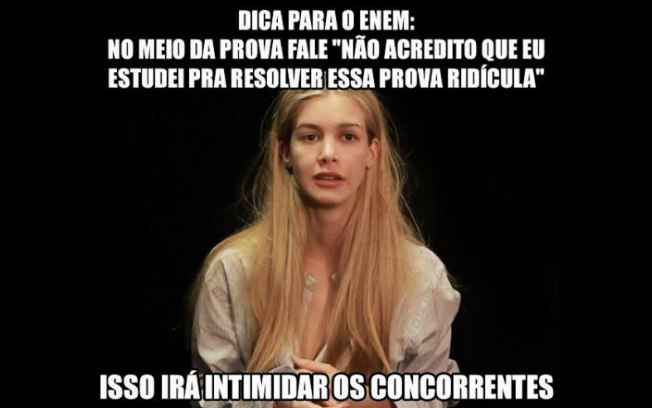 DICA PARA O ENEM:
NO MEIO DA PROVA FALE "NÃO ACREDITO QUE EU
ESTUDEI PRA RESOLVER ESSA PROVA RIDÍCULA"
ISSO IRÁ INTIMIDAR OS CONCORRENTES